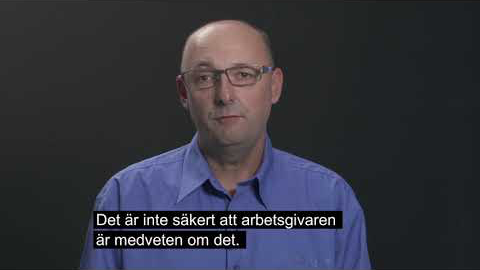 Det är inte säkert att arbetsgivaren
är medveten om det.